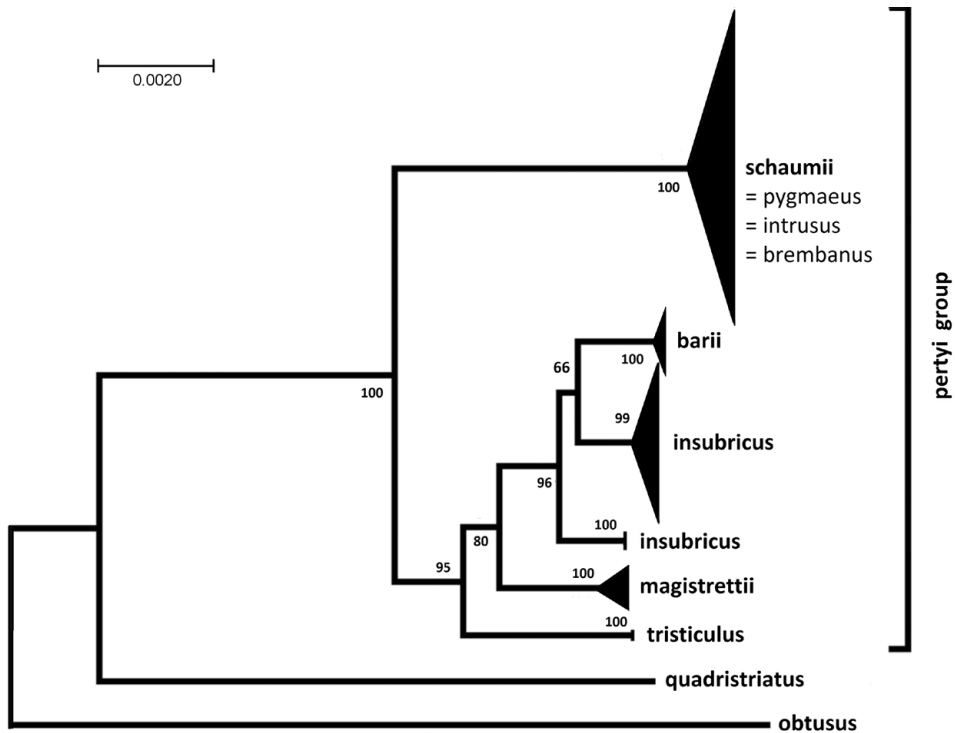 0.0020
100
schaumii
= pygmaeus
= intrusus
= brembanus
pertyi group
barii
100
66
100
99
insubricus
96
100
insubricus
80
95
100
magistrettii
100
tristiculus
quadristriatus
obtusus